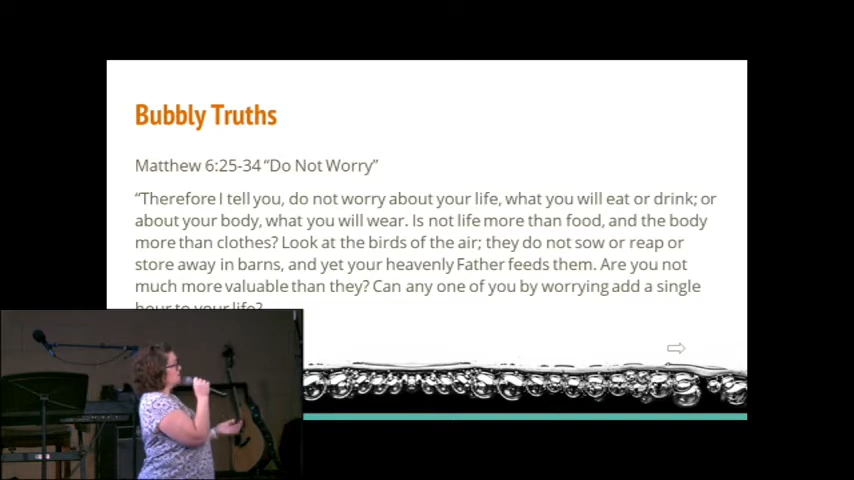 Bubbly Truths
Matthew 6:25-34 “Do Not Worry”
“Therefore I tell you, do not worry about your life, what you will eat or drink; or
about your body, what you will wear. Is not life more than food, and the body
more than clothes? Look at the birds of the air; they do not sow or reap or
store away in barns, and yet your heavenly Father feeds them. Are you not
much more valuable than they? Can any one of you by worrying add a single
hour to your life?